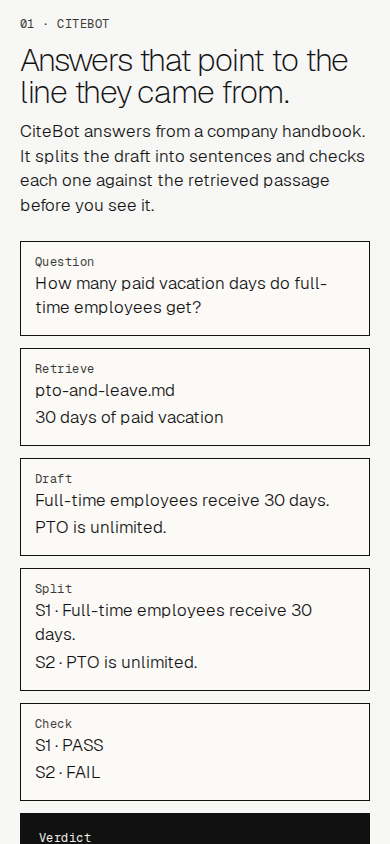 01 · CITEBOT
Answers that point to the
line they came from.
CiteBot answers from a company handbook.
It splits the draft into sentences and checks
each one against the retrieved passage
before you see it.
Question
How many paid vacation days do full-
time employees get?
Retrieve
pto-and-leave.md
30 days of paid vacation
Draft
Full-time employees receive 30 days.
PTO is unlimited.
Split
S1 · Full-time employees receive 30
days.
S2 · PTO is unlimited.
Check
S1 · PASS
S2 · FAIL
Verdict